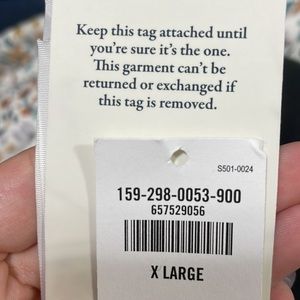 Keep this tag attached until
you're sure it's the one.
This garment can't be
returned or exchanged if
this tag is removed.
S501-0024
159-298-0053-900
657529056
X LARGE